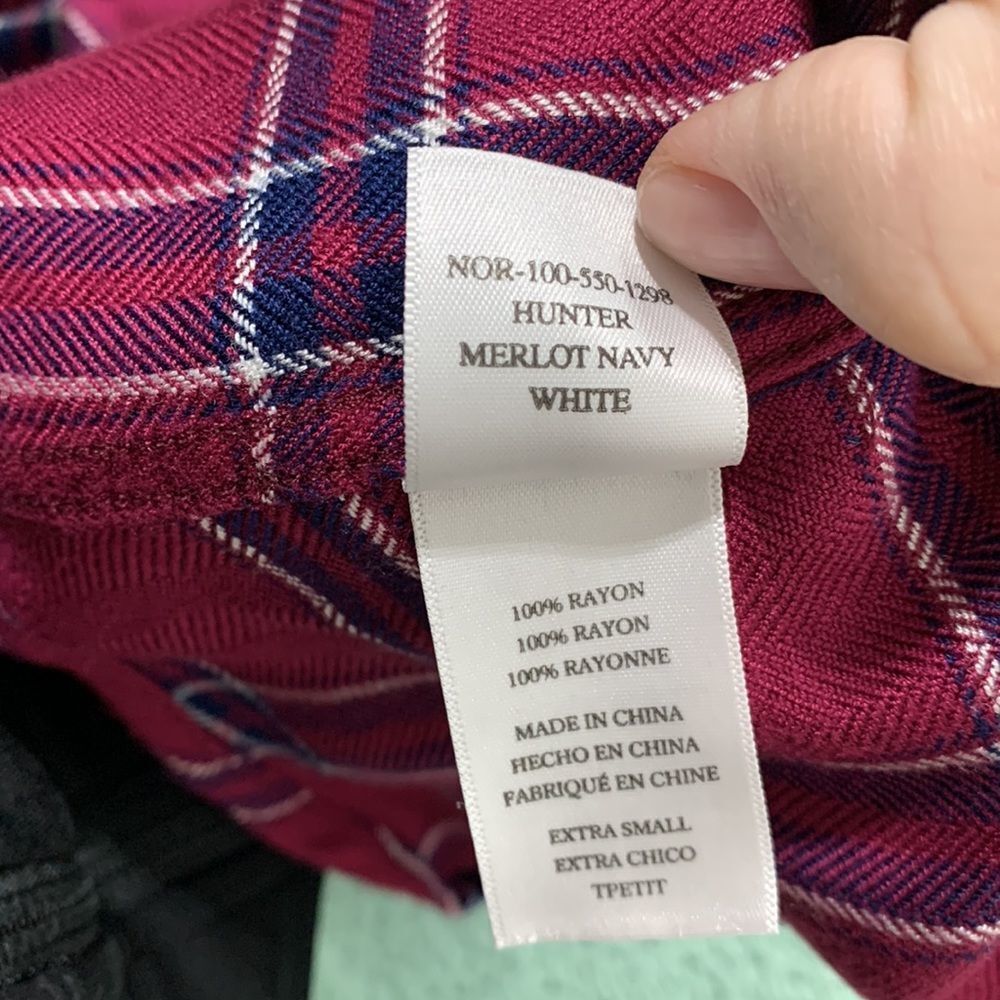 NOR-100-550-1298
HUNTER
MERLOT NAVY
WHITE
100% RAYON
100% RAYON
100% RAYONNE
MADE IN CHINA
HECHO EN CHINA
FABRIQUÉ EN CHINE
EXTRA SMALL
EXTRA CHICO
TPETIT